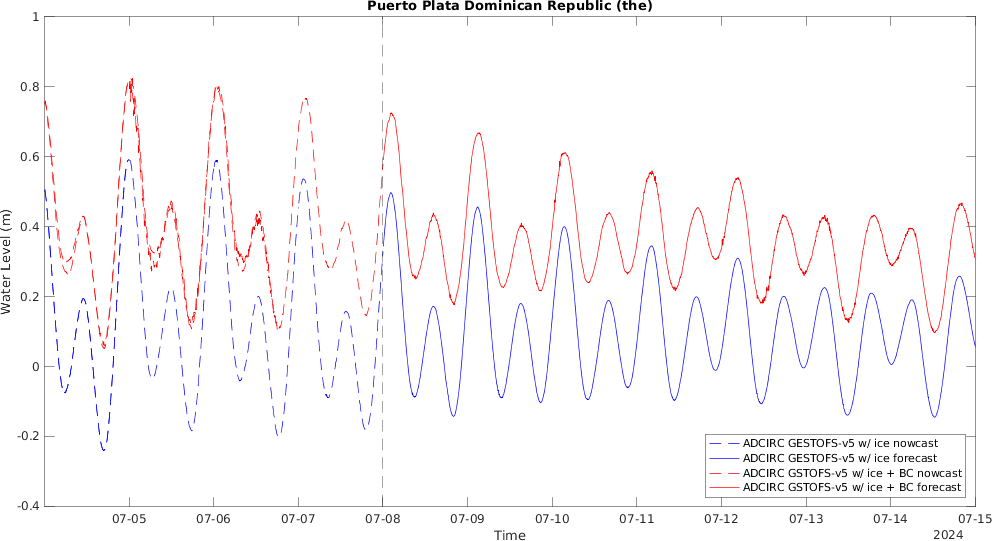 Puerto Plata Dominican Republic (the)
Water Level (m)
1
0.8
0.6
0.4
0.2
0
-0.2
-0.4
ADCIRC GESTOFS-v5 w/ ice nowcast
ADCIRC GESTOFS-v5 w/ ice forecast
ADCIRC GSTOFS-v5 w/ ice + BC nowcast
ADCIRC GSTOFS-v5 w/ ice + BC forecast
07-05 07-06 07-07 07-08 07-09 07-10 07-11 07-12 07-13 07-14 07-15
Time
2024